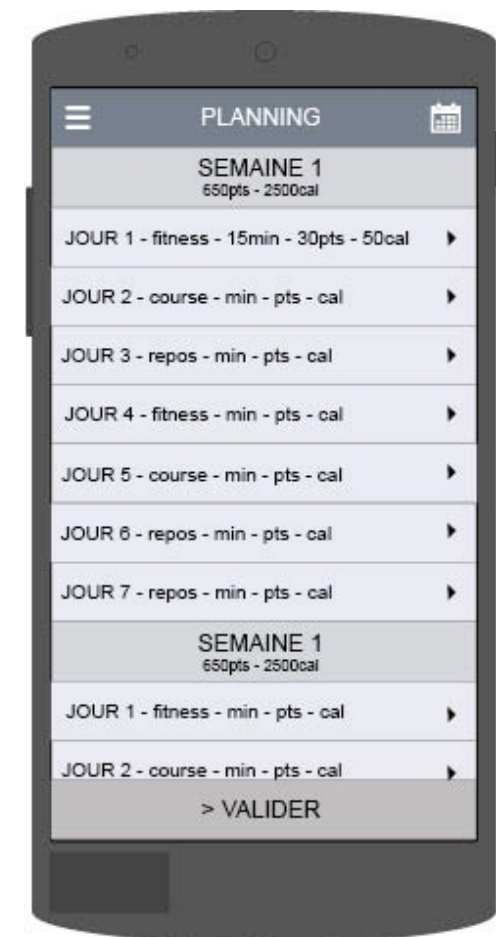 PLANNING
SEMAINE 1
650pts - 2500cal
JOUR 1 - fitness - 15min - 30pts - 50cal
JOUR 2 - course - min - pts - cal
JOUR 3 - repos - min - pts - cal
JOUR 4 - fitness - min - pts - cal
JOUR 5 - course - min - pts - cal
JOUR 6 - repos - min - pts - cal
JOUR 7 - repos - min - pts - cal
SEMAINE 1
650pts - 2500cal
JOUR 1 - fitness - min - pts - cal
JOUR 2 - course - min - pts - cal
> VALIDER